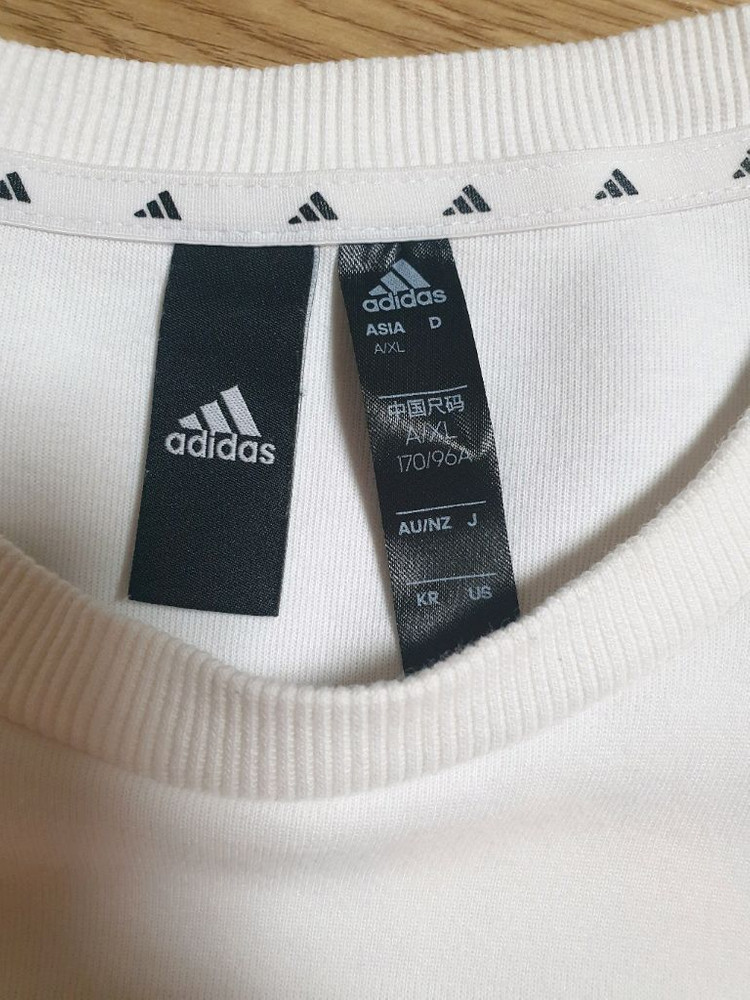 adidas
adidas
ASIA D
A/XL
中国尺码
A/XL
170/96A
AU/NZ J
KR US